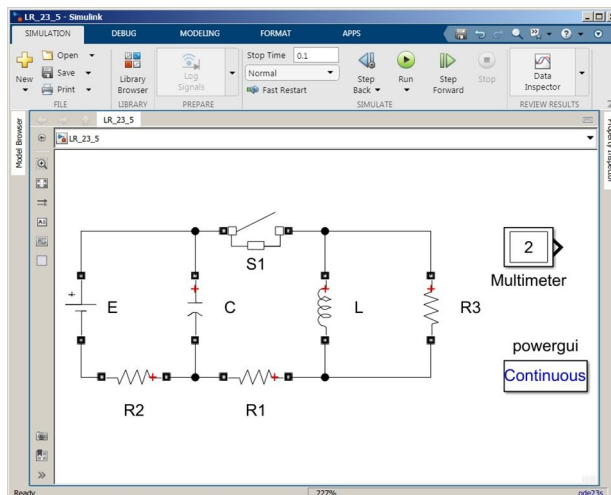 LR_23_5 - Simulink
SIMULATION DEBUG MODELING FORMAT APPS
New
Open
Save
Print
FILE
Library Browser
LIBRARY
Log Signals
PREPARE
Stop Time 0.1
Normal
Fast Restart
Step Back
Run
Step Forward
Stop
SIMULATE
Data Inspector
REVIEW RESULTS
Model Browser
LR_23_5
LR_23_5
S1
E
C
L
R3
R2
R1
2
Multimeter
powergui
Continuous
Ready 227% ode23s